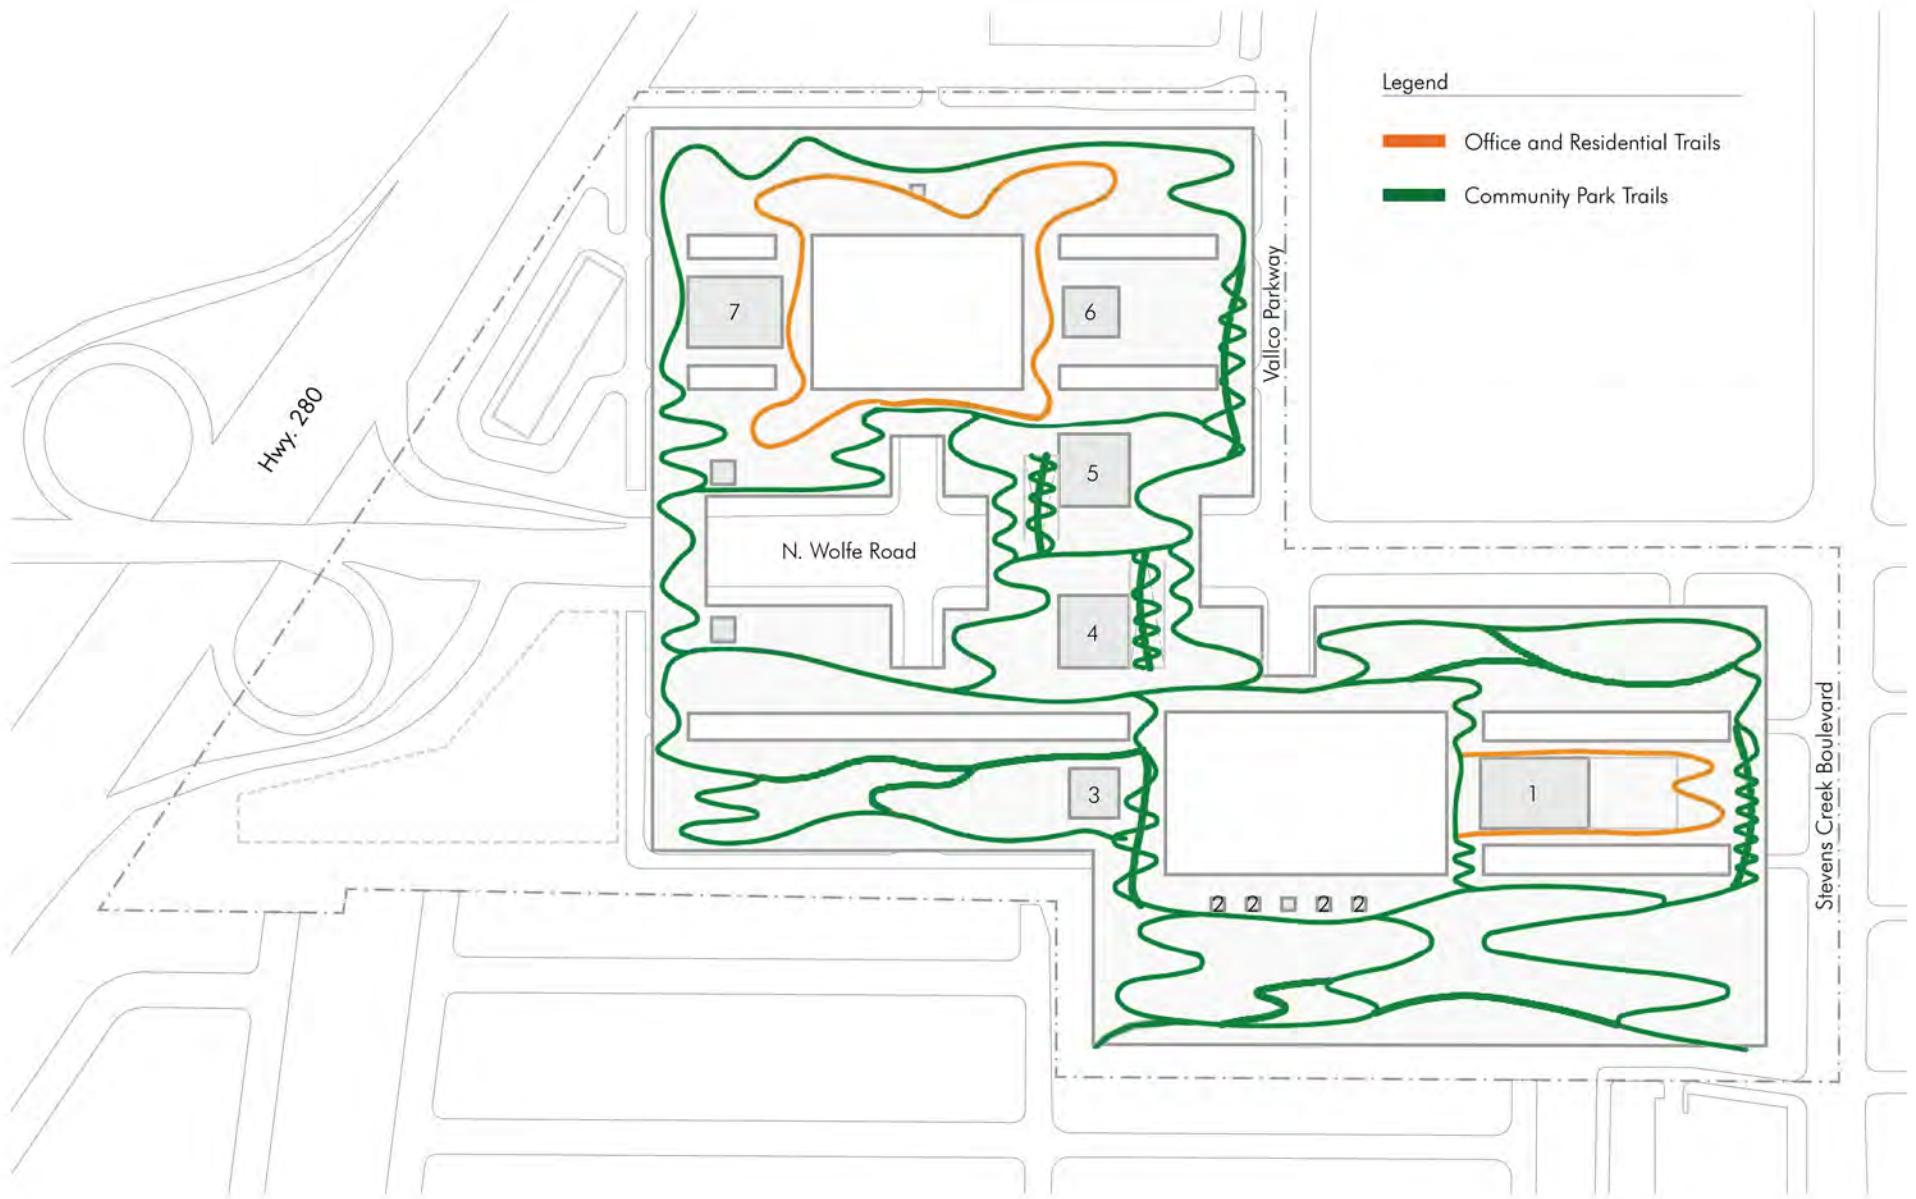 Legend
Office and Residential Trails
Community Park Trails
Vallco Parkway
7
6
Hwy. 280
5
N. Wolfe Road
4
Stevens Creek Boulevard
3
1
2 2 2 2